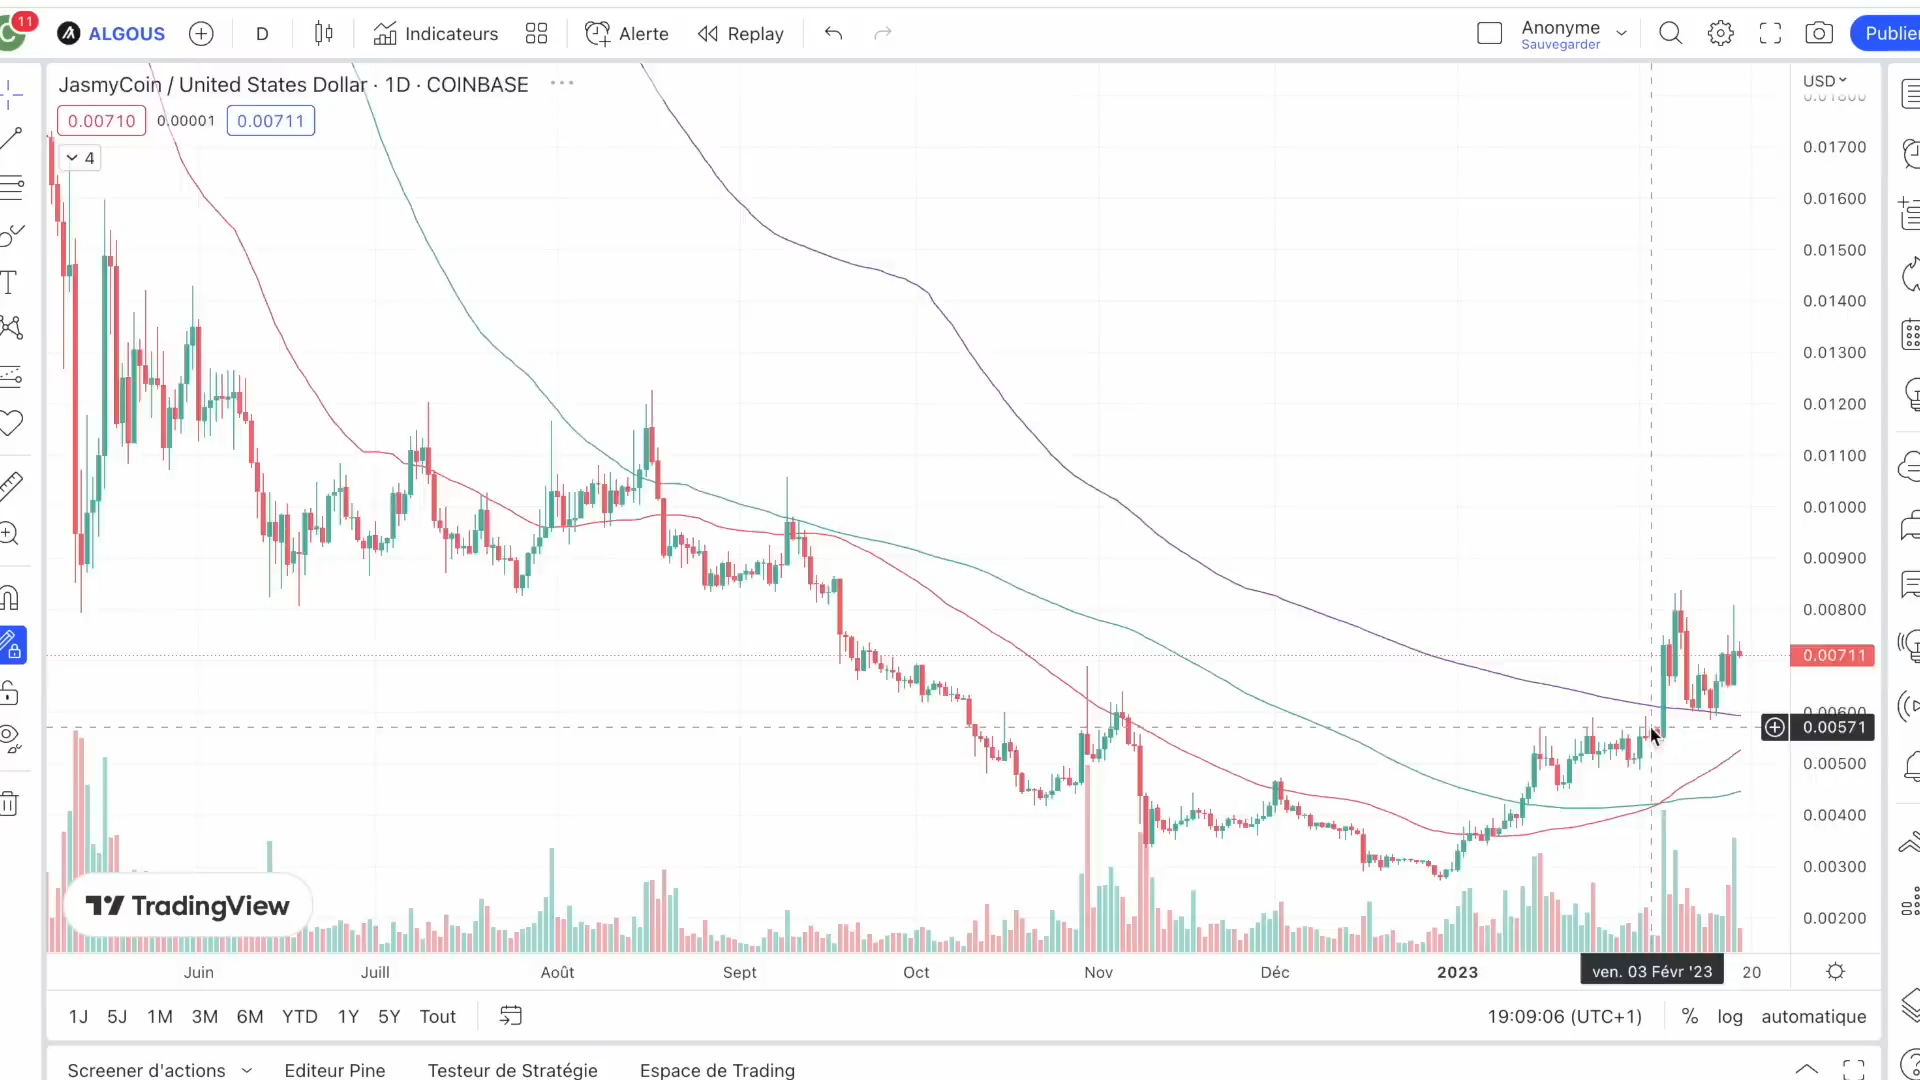 11
ALGOUS
D
Indicateurs
Alerte
Replay
Anonyme
Sauvegarder
Publier
JasmyCoin / United States Dollar · 1D · COINBASE
USD
0.01800
0.00710
0.00001
0.00711
4
0.01700
0.01600
0.01500
0.01400
0.01300
0.01200
0.01100
0.01000
0.00900
0.00800
0.00711
0.00600
0.00571
0.00500
0.00400
0.00300
0.00200
TradingView
Juin
Juill
Août
Sept
Oct
Nov
Déc
2023
ven. 03 Févr '23
20
1J
5J
1M
3M
6M
YTD
1Y
5Y
Tout
19:09:06 (UTC+1)
%
log
automatique
Screener d'actions
Editeur Pine
Testeur de Stratégie
Espace de Trading